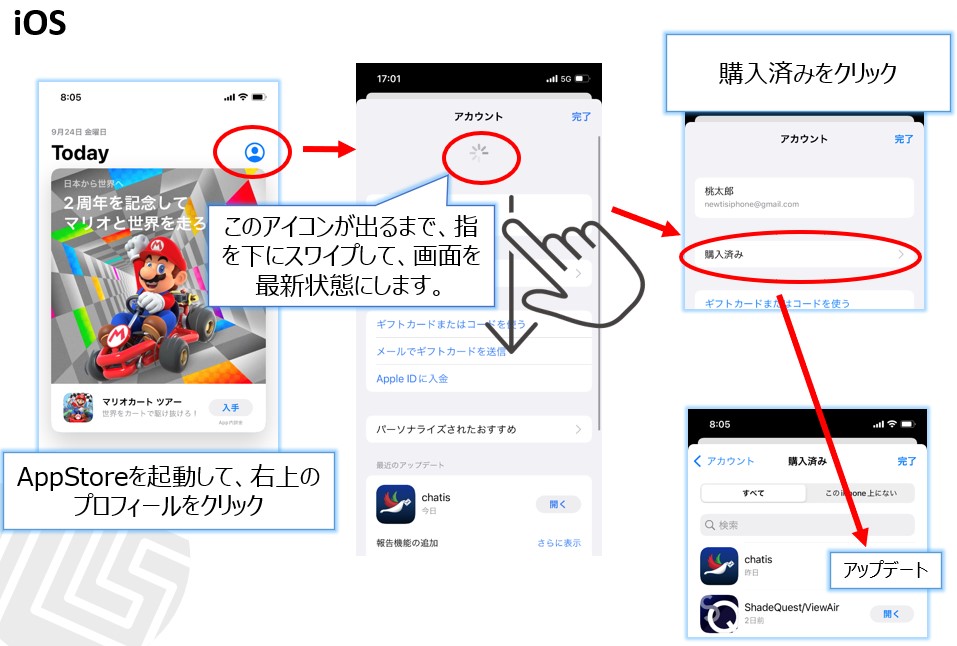 iOS
8:05
9月24日 金曜日
Today
日本から世界へ
2周年を記念して
マリオと世界を走ろ
マリオカート ツアー
世界をカートで駆け抜けろ！
入手
App内課金
AppStoreを起動して、右上の
プロフィールをクリック
17:01
5G
アカウント
完了
このアイコンが出るまで、指
を下にスワイプして、画面を
最新状態にします。
ギフトカードまたはコードを使う
メールでギフトカードを送信
Apple IDに入金
パーソナライズされたおすすめ
最近のアップデート
chatis
今日
開く
報告機能の追加
さらに表示
購入済みをクリック
アカウント
完了
桃太郎
newtisiphone@gmail.com
購入済み
ギフトカードまたはコードを使う
8:05
アカウント
購入済み
完了
すべて
このiPhone上にない
検索
chatis
昨日
アップデート
ShadeQuest/ViewAir
2日前
開く